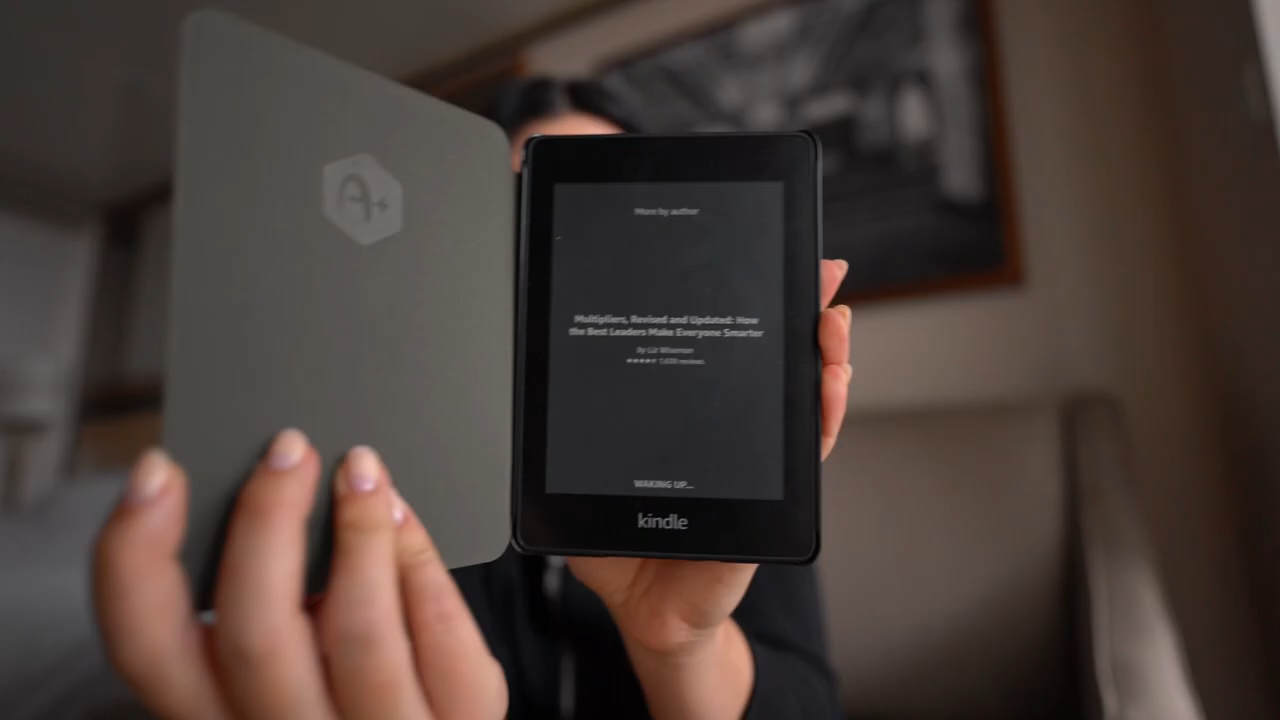 A+
More by author
Multipliers, Revised and Updated: How
the Best Leaders Make Everyone Smarter
by Liz Wiseman
reviews
WAKING UP...
kindle